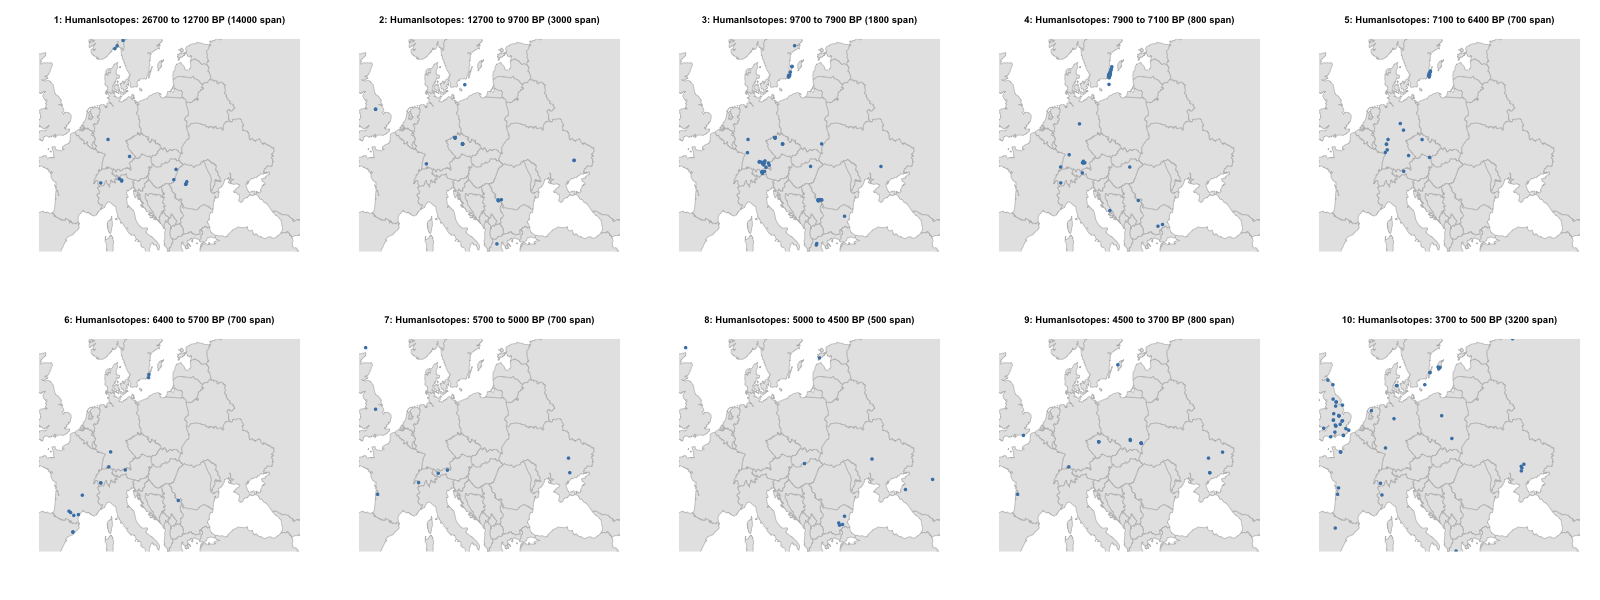 1: HumanIsotopes: 26700 to 12700 BP (14000 span)
2: HumanIsotopes: 12700 to 9700 BP (3000 span)
3: HumanIsotopes: 9700 to 7900 BP (1800 span)
4: HumanIsotopes: 7900 to 7100 BP (800 span)
5: HumanIsotopes: 7100 to 6400 BP (700 span)
6: HumanIsotopes: 6400 to 5700 BP (700 span)
7: HumanIsotopes: 5700 to 5000 BP (700 span)
8: HumanIsotopes: 5000 to 4500 BP (500 span)
9: HumanIsotopes: 4500 to 3700 BP (800 span)
10: HumanIsotopes: 3700 to 500 BP (3200 span)